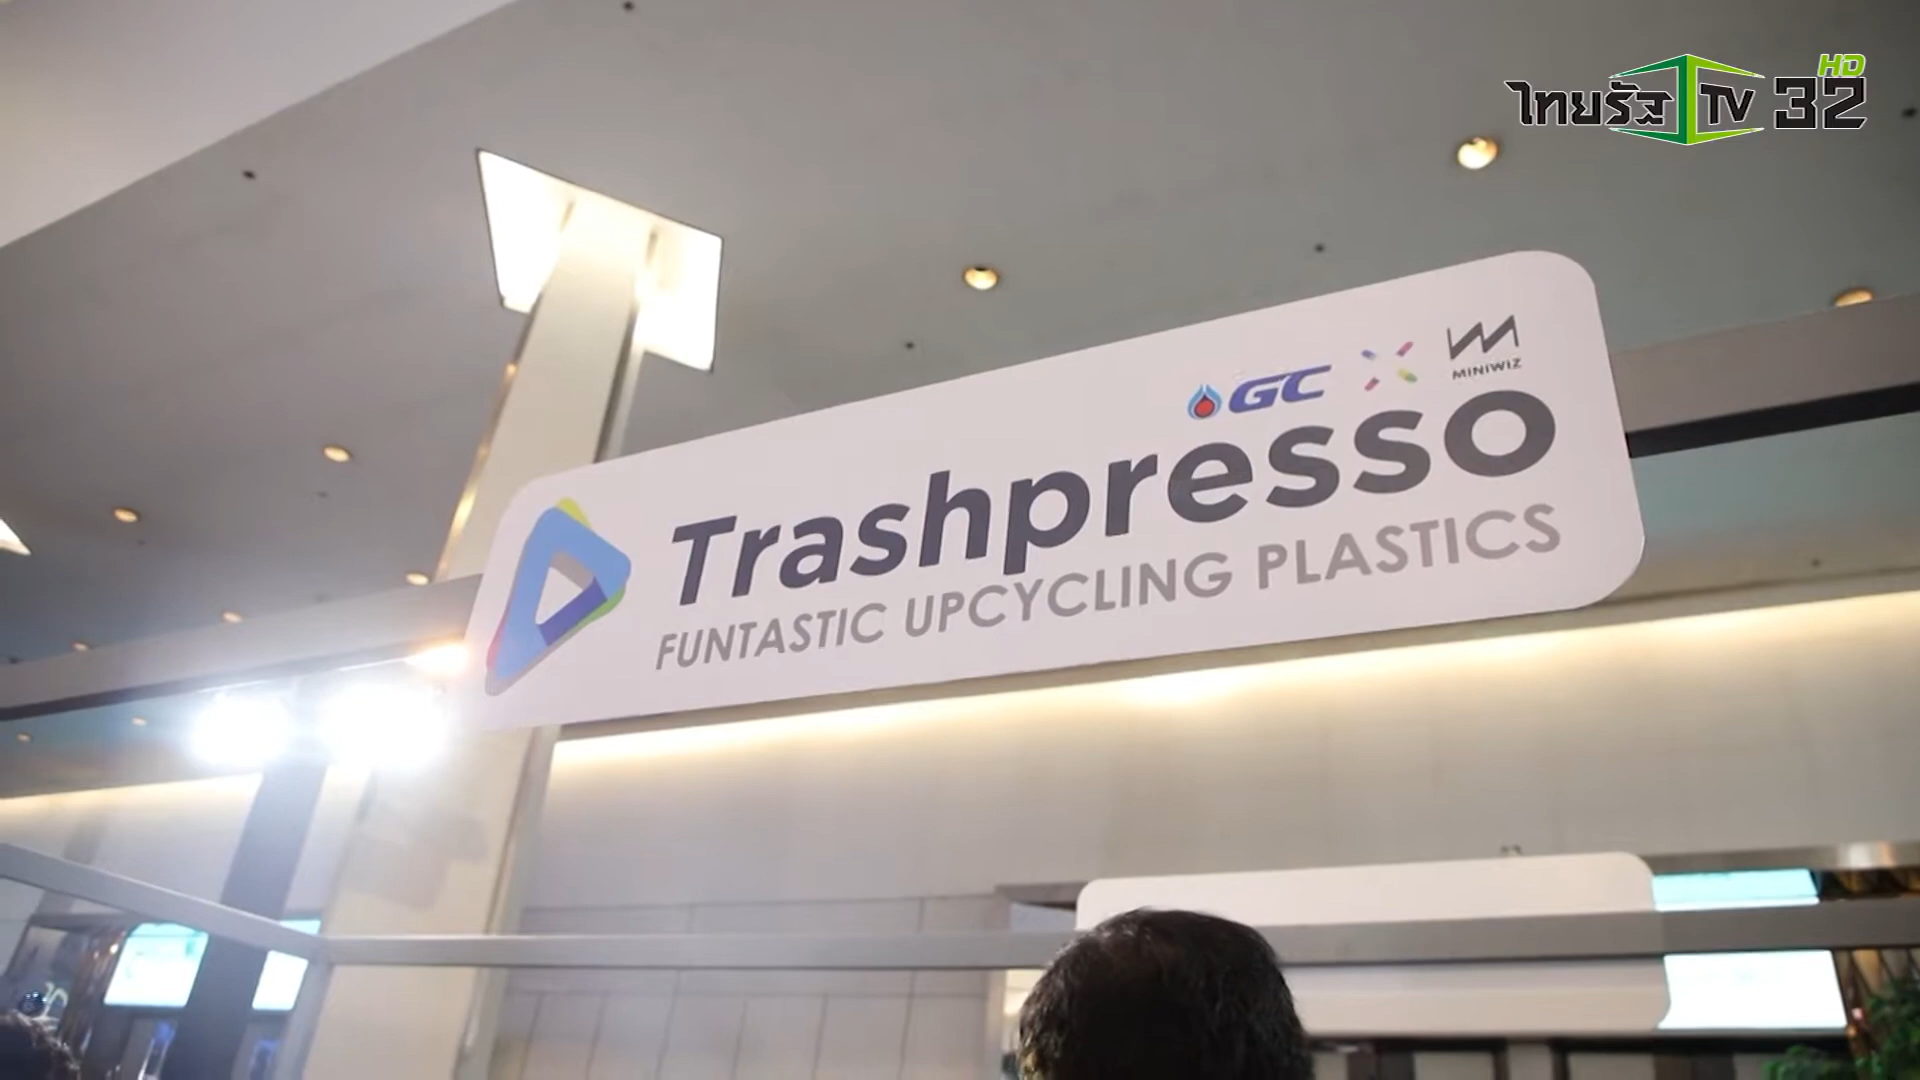 ไทยรัฐ TV 32 HD
GC X MINIWIZ
Trashpresso
FUNTASTIC UPCYCLING PLASTICS